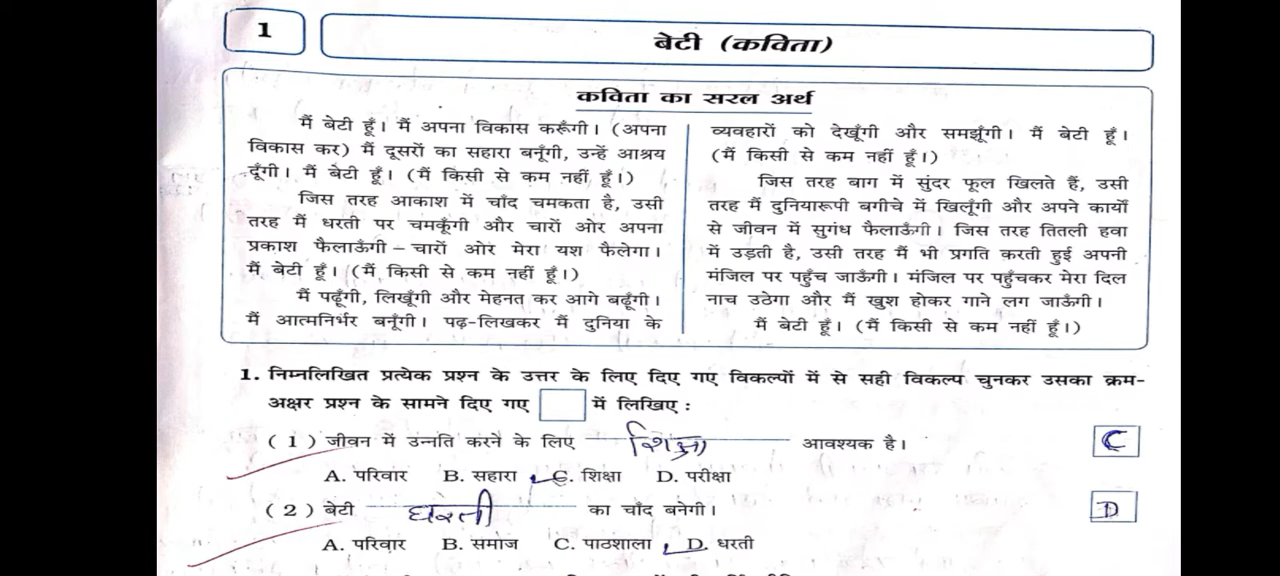 1
बेटी (कविता)
कविता का सरल अर्थ
मैं बेटी हूँ। मैं अपना विकास करूँगी। (अपना
विकास कर) मैं दूसरों का सहारा बनूँगी, उन्हें आश्रय
दूँगी। मैं बेटी हूँ। (मैं किसी से कम नहीं हूँ।)
जिस तरह आकाश में चाँद चमकता है, उसी
तरह मैं धरती पर चमकूँगी और चारों ओर अपना
प्रकाश फैलाऊँगी – चारों ओर मेरा यश फैलेगा।
मैं बेटी हूँ। (मैं किसी से कम नहीं हूँ।)
मैं पढ़ूँगी, लिखूँगी और मेहनत कर आगे बढ़ूँगी।
मैं आत्मनिर्भर बनूँगी। पढ़-लिखकर मैं दुनिया के
व्यवहारों को देखूँगी और समझूँगी। मैं बेटी हूँ।
(मैं किसी से कम नहीं हूँ।)
जिस तरह बाग में सुंदर फूल खिलते हैं, उसी
तरह मैं दुनियारूपी बगीचे में खिलूँगी और अपने कार्यों
से जीवन में सुगंध फैलाऊँगी। जिस तरह तितली हवा
में उड़ती है, उसी तरह मैं भी प्रगति करती हुई अपनी
मंजिल पर पहुँच जाऊँगी। मंजिल पर पहुँचकर मेरा दिल
नाच उठेगा और मैं खुश होकर गाने लग जाऊँगी।
मैं बेटी हूँ। (मैं किसी से कम नहीं हूँ।)
1. निम्नलिखित प्रत्येक प्रश्न के उत्तर के लिए दिए गए विकल्पों में से सही विकल्प चुनकर उसका क्रम-
अक्षर प्रश्न के सामने दिए गए में लिखिए :
(1) जीवन में उन्नति करने के लिए शिक्षा आवश्यक है। C
A. परिवार B. सहारा C. शिक्षा D. परीक्षा
(2) बेटी धरती का चाँद बनेगी। D
A. परिवार B. समाज C. पाठशाला D. धरती